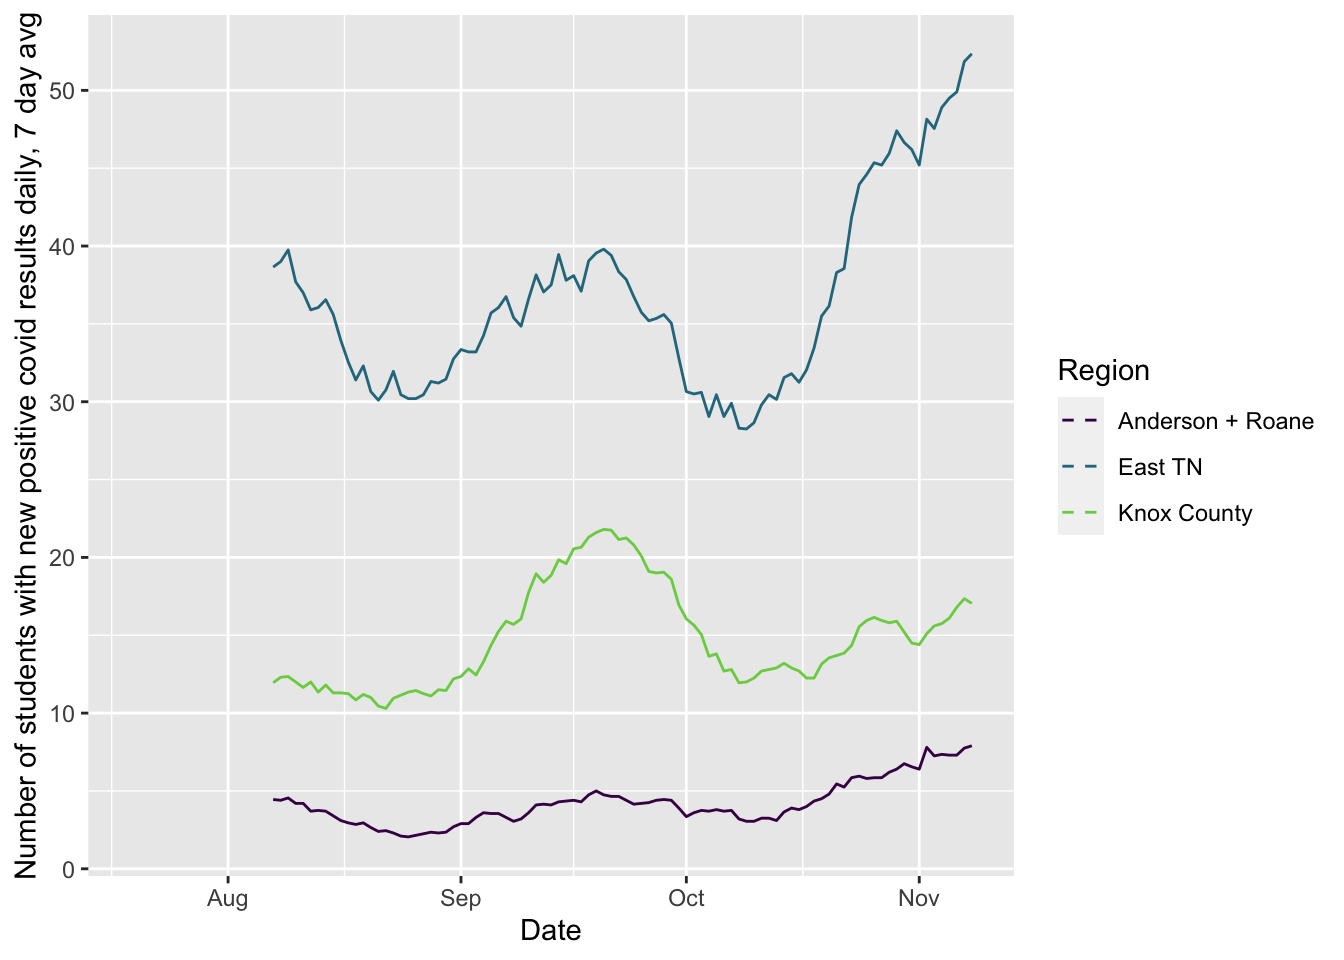 Number of students with new positive covid results daily, 7 day avg
50
40
30
20
10
0
Aug
Sep
Oct
Nov
Date
Region
Anderson + Roane
East TN
Knox County